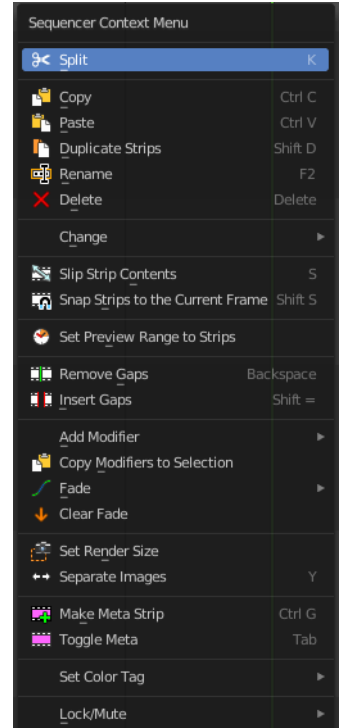 Sequencer Context Menu
Split K
Copy Ctrl C
Paste Ctrl V
Duplicate Strips Shift D
Rename F2
Delete Delete
Change
Slip Strip Contents S
Snap Strips to the Current Frame Shift S
Set Preview Range to Strips
Remove Gaps Backspace
Insert Gaps Shift =
Add Modifier
Copy Modifiers to Selection
Fade
Clear Fade
Set Render Size
Separate Images Y
Make Meta Strip Ctrl G
Toggle Meta Tab
Set Color Tag
Lock/Mute